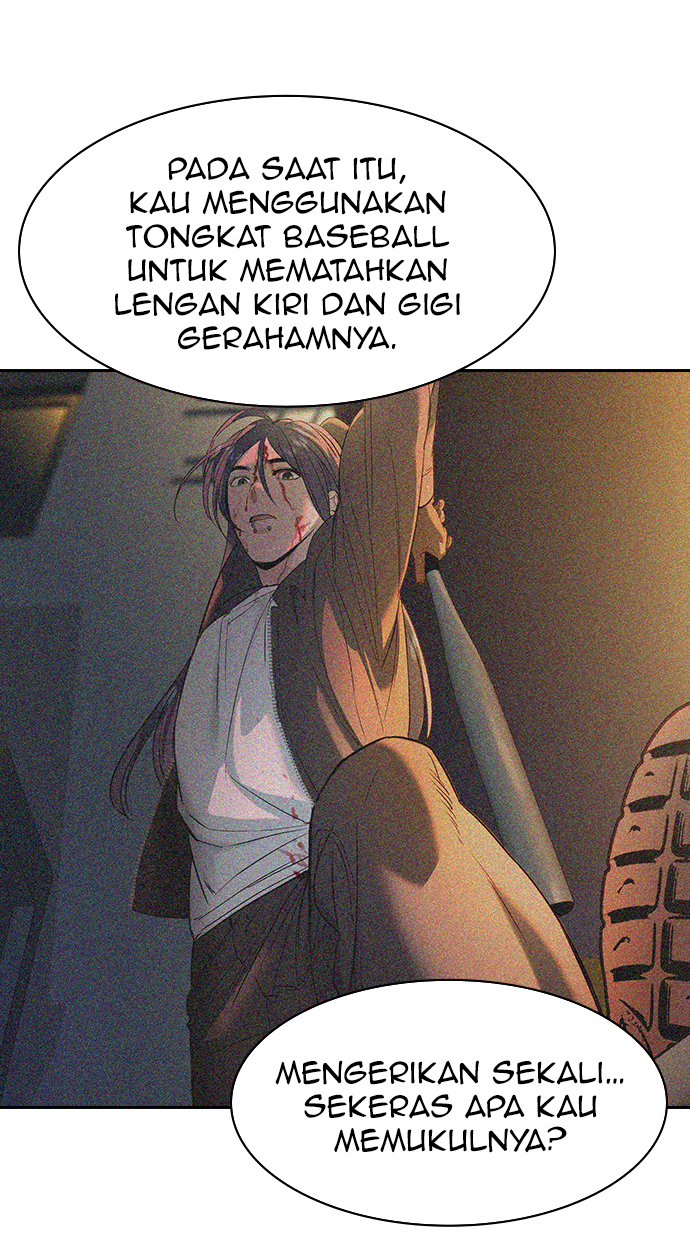 PADA SAAT ITU,
KAU MENGGUNAKAN
TONGKAT BASEBALL
UNTUK MEMATAHKAN
LENGAN KIRI DAN GIGI
GERAHAMNYA.
MENGERIKAN SEKALI...
SEKERAS APA KAU
MEMUKULNYA?